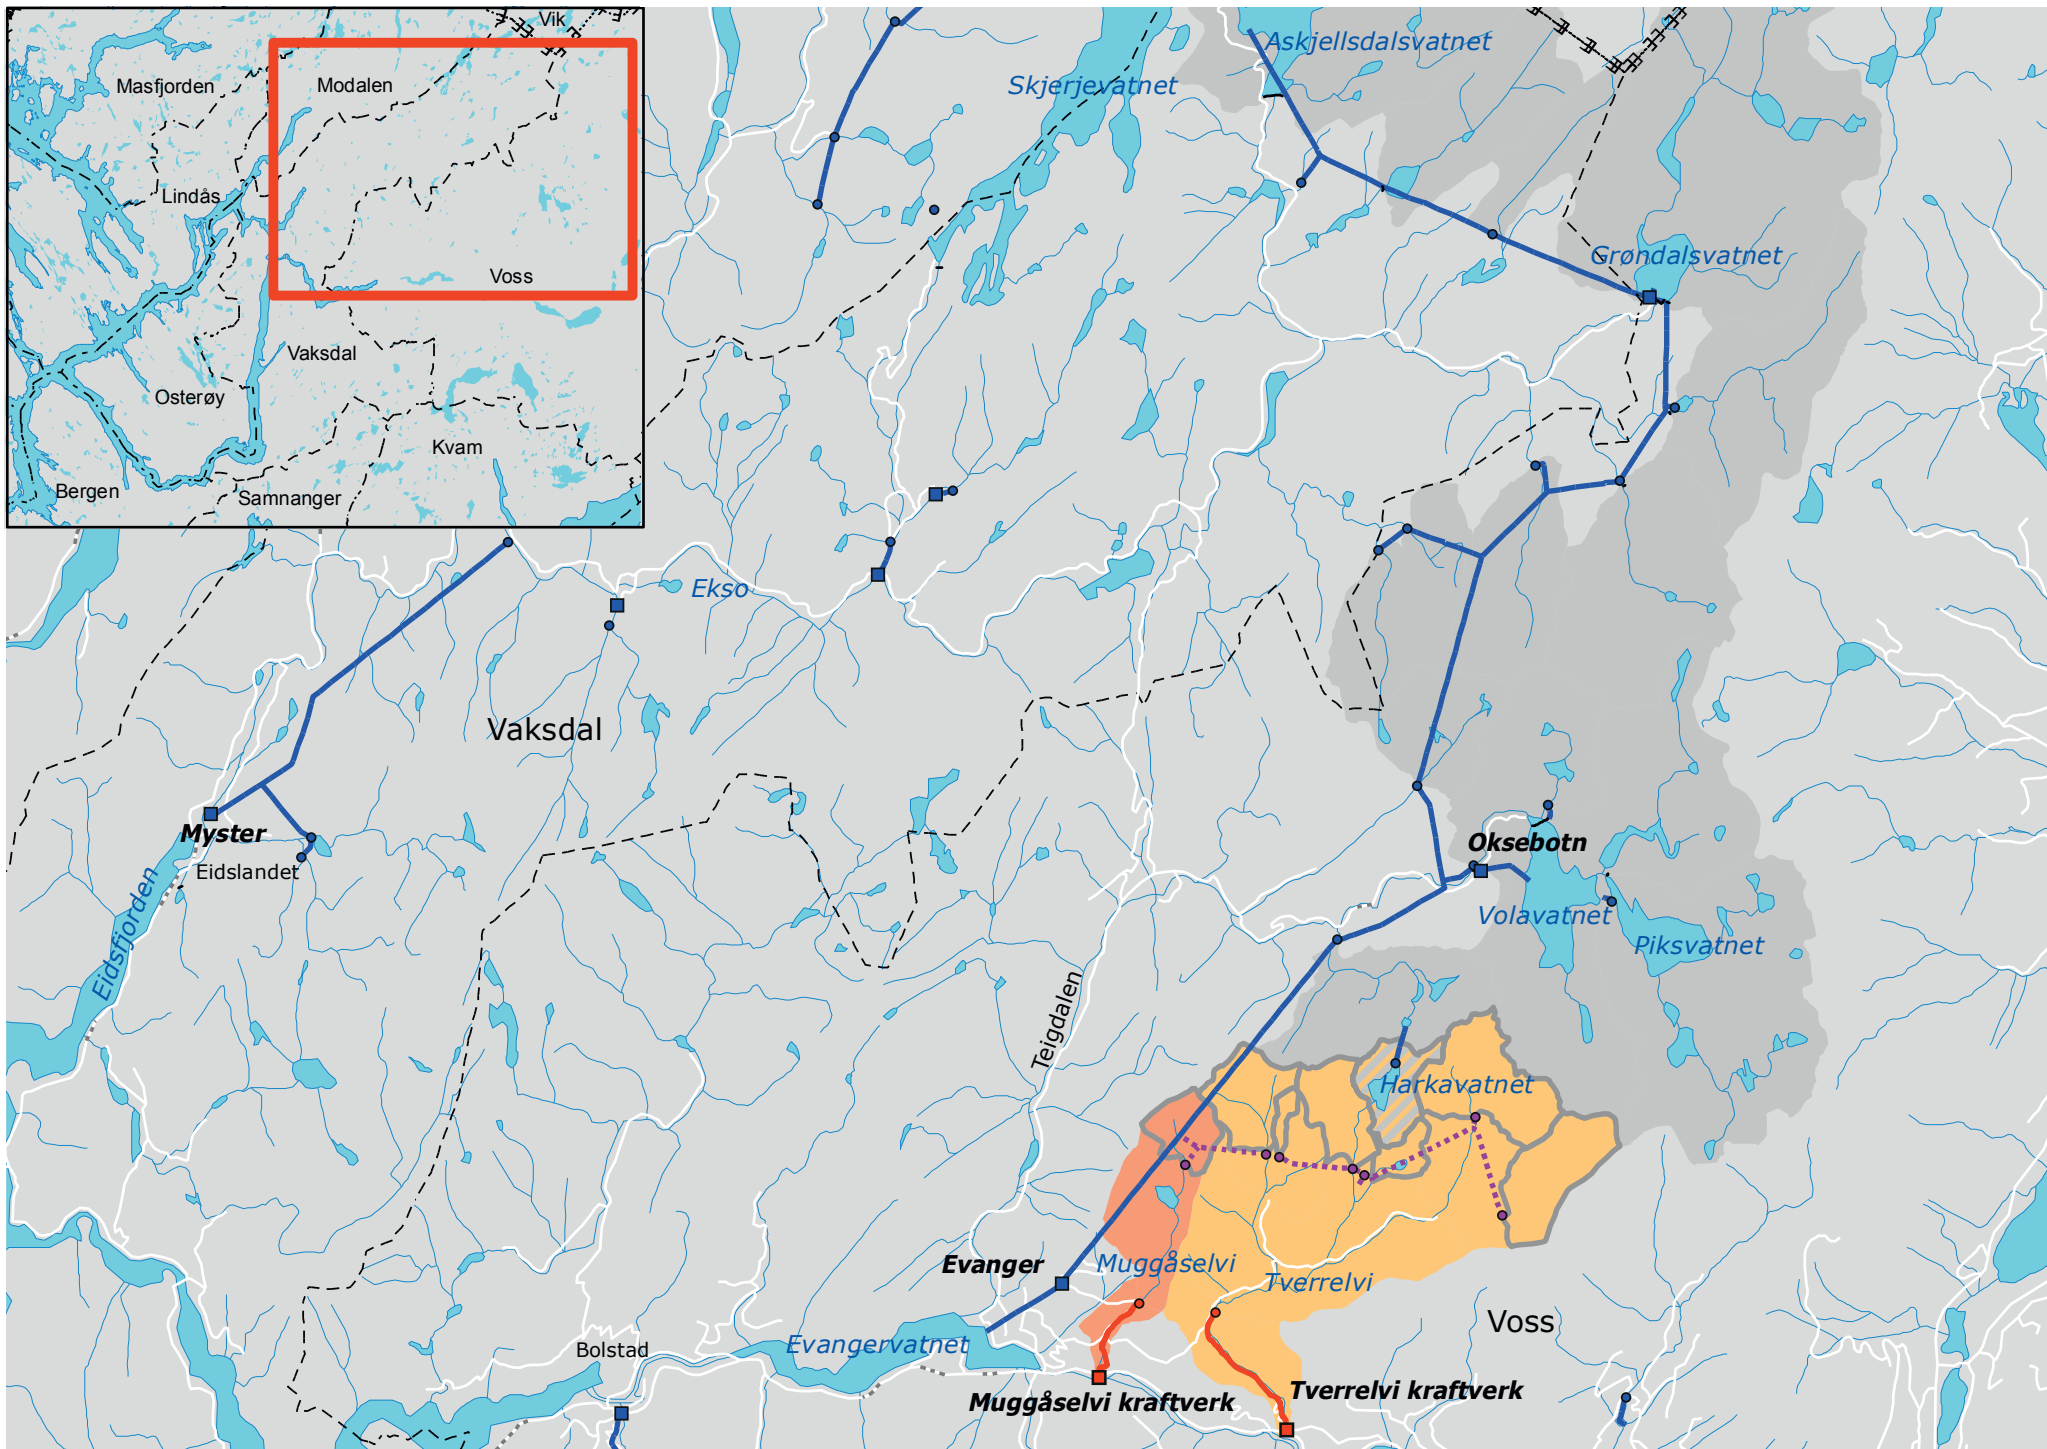 Vik
Masfjorden
Modalen
Lindås
Voss
Vaksdal
Osterøy
Kvam
Bergen
Samnanger
Askjellsdalsvatnet
Skjerjevatnet
Grøndalsvatnet
Ekso
Vaksdal
Myster
Eidslandet
Eidsfjorden
Oksebotn
Volavatnet
Piksvatnet
Teigdalen
Harkavatnet
Evanger
Muggåselvi
Tverrelvi
Voss
Evangervatnet
Bolstad
Muggåselvi kraftverk
Tverrelvi kraftverk